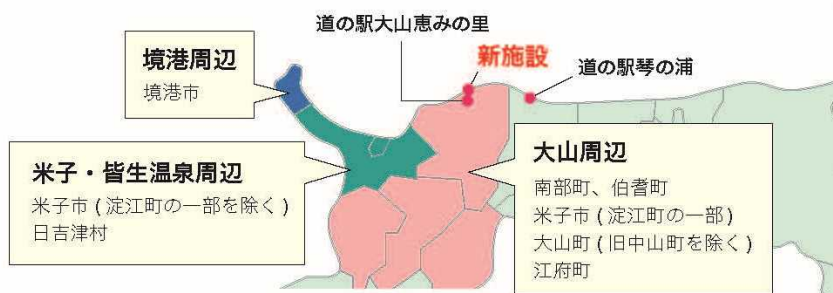 道の駅大山恵みの里
新施設
道の駅琴の浦
境港周辺
境港市
米子・皆生温泉周辺
米子市 ( 淀江町の一部を除く )
日吉津村
大山周辺
南部町、伯耆町
米子市 ( 淀江町の一部 )
大山町 ( 旧中山町を除く )
江府町